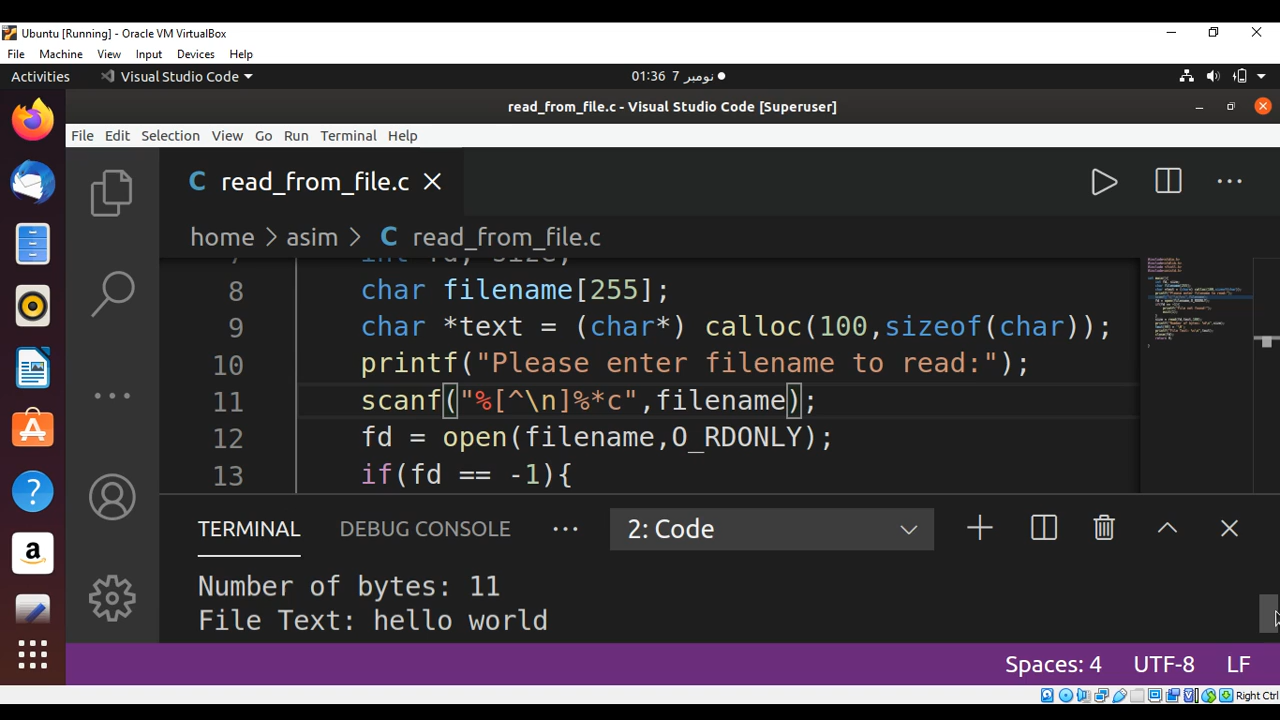 Ubuntu [Running] - Oracle VM VirtualBox
File Machine View Input Devices Help
Activities Visual Studio Code 01:36 7 نومبر
read_from_file.c - Visual Studio Code [Superuser]
File Edit Selection View Go Run Terminal Help
C read_from_file.c
home > asim > C read_from_file.c
8 char filename[255];
9 char *text = (char*) calloc(100,sizeof(char));
10 printf("Please enter filename to read:");
11 scanf("%[^\n]%*c",filename);
12 fd = open(filename,O_RDONLY);
13 if(fd == -1){
TERMINAL DEBUG CONSOLE ... 2: Code
Number of bytes: 11
File Text: hello world
Spaces: 4 UTF-8 LF
Right Ctrl